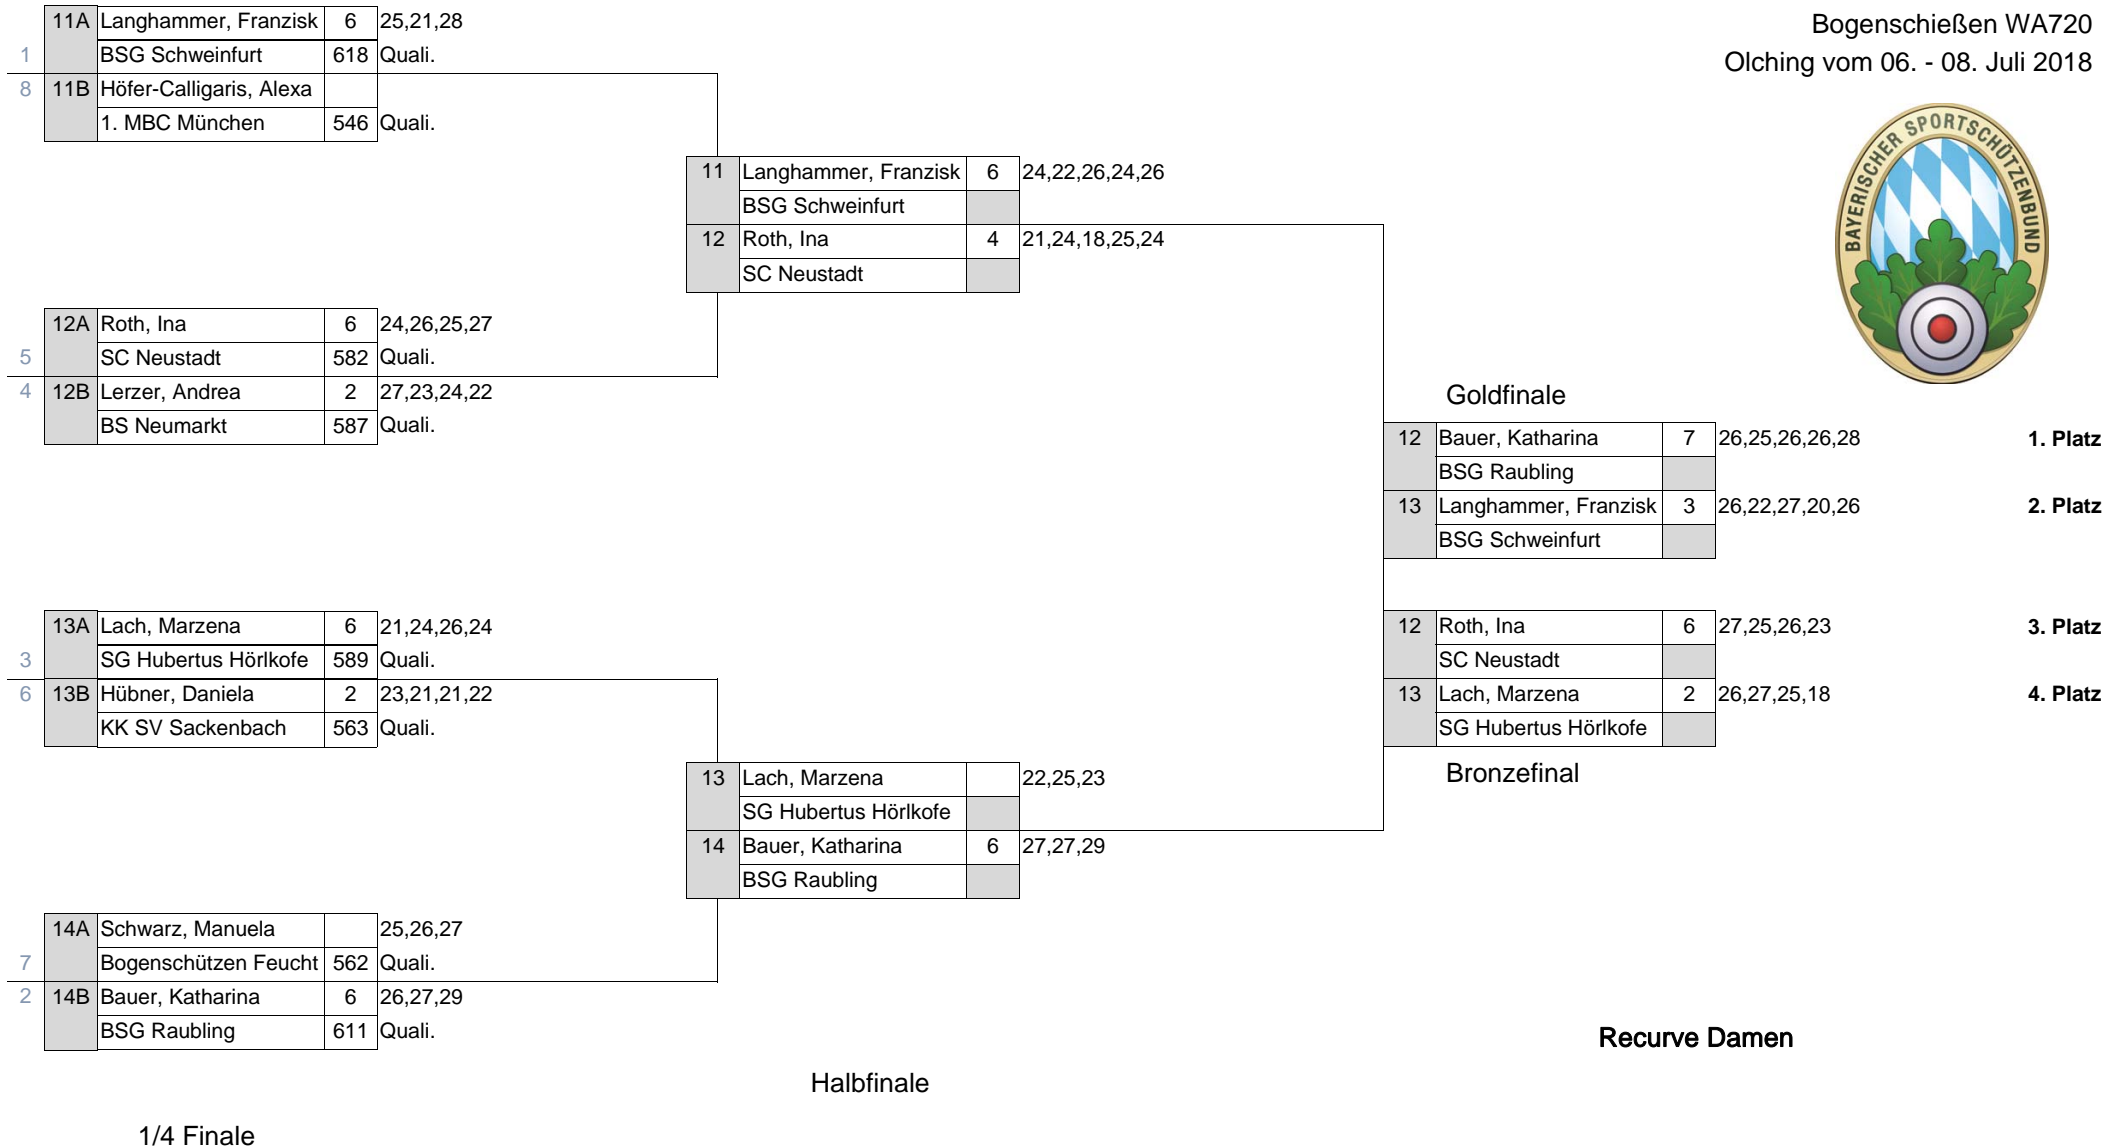 Bogenschießen WA720
Olching vom 06. - 08. Juli 2018
BAYERISCHER SPORTSCHÜTZENBUND
11A Langhammer, Franzisk 6 25,21,28
1 BSG Schweinfurt 618 Quali.
8 11B Höfer-Calligaris, Alexa
1. MBC München 546 Quali.
11 Langhammer, Franzisk 6 24,22,26,24,26
BSG Schweinfurt
12 Roth, Ina 4 21,24,18,25,24
SC Neustadt
12A Roth, Ina 6 24,26,25,27
5 SC Neustadt 582 Quali.
4 12B Lerzer, Andrea 2 27,23,24,22
BS Neumarkt 587 Quali.
Goldfinale
12 Bauer, Katharina 7 26,25,26,26,28 1. Platz
BSG Raubling
13 Langhammer, Franzisk 3 26,22,27,20,26 2. Platz
BSG Schweinfurt
13A Lach, Marzena 6 21,24,26,24
3 SG Hubertus Hörlkofe 589 Quali.
6 13B Hübner, Daniela 2 23,21,21,22
KK SV Sackenbach 563 Quali.
12 Roth, Ina 6 27,25,26,23 3. Platz
SC Neustadt
13 Lach, Marzena 2 26,27,25,18 4. Platz
SG Hubertus Hörlkofe
Bronzefinal
13 Lach, Marzena 22,25,23
SG Hubertus Hörlkofe
14 Bauer, Katharina 6 27,27,29
BSG Raubling
14A Schwarz, Manuela 25,26,27
7 Bogenschützen Feucht 562 Quali.
2 14B Bauer, Katharina 6 26,27,29
BSG Raubling 611 Quali.
Recurve Damen
Halbfinale
1/4 Finale